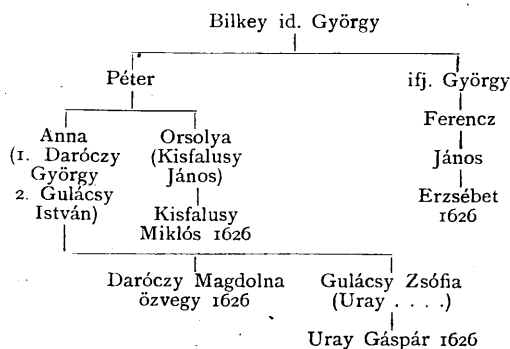 Bilkey id. György
Péter
ifj. György
Ferencz
János
Erzsébet
1626
Anna
(1. Daróczy
György
2. Gulácsy
István)
Orsolya
(Kisfalusy
János)
Kisfalusy
Miklós 1626
Daróczy Magdolna
özvegy 1626
Gulácsy Zsófia
(Uray . . . .)
Uray Gáspár 1626